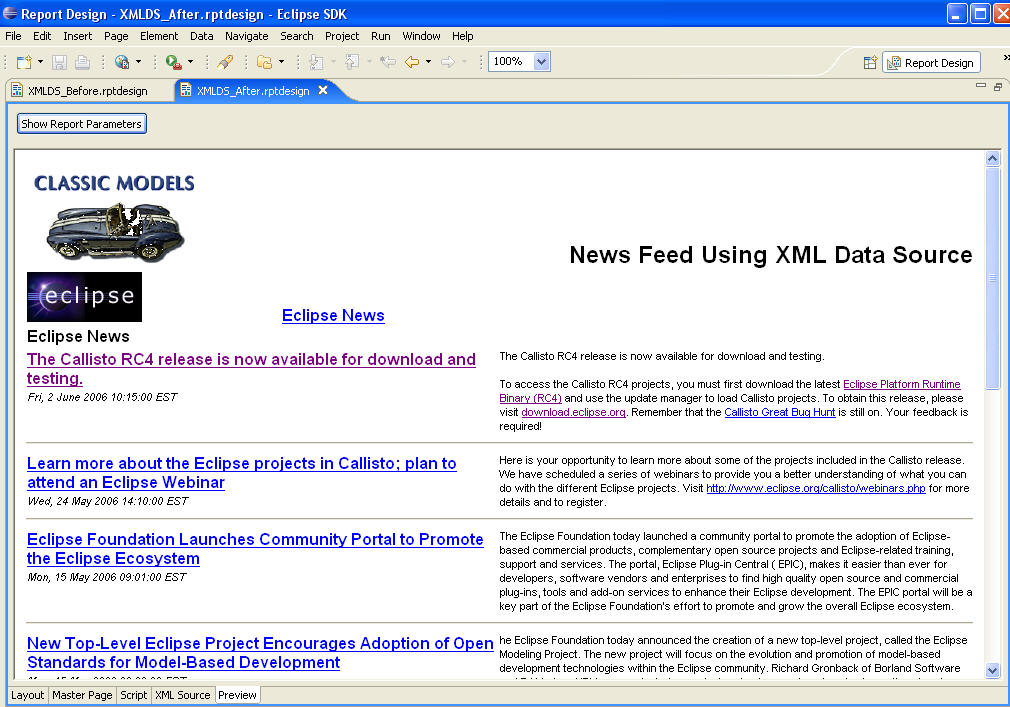 Report Design - XMLDS_After.rptdesign - Eclipse SDK
File Edit Insert Page Element Data Navigate Search Project Run Window Help
100%
Report Design
XMLDS_Before.rptdesign
XMLDS_After.rptdesign
Show Report Parameters
CLASSIC MODELS
News Feed Using XML Data Source
eclipse
Eclipse News
Eclipse News
The Callisto RC4 release is now available for download and
testing.
Fri, 2 June 2006 10:15:00 EST
The Callisto RC4 release is now available for download and testing.
To access the Callisto RC4 projects, you must first download the latest Eclipse Platform Runtime
Binary (RC4) and use the update manager to load Callisto projects. To obtain this release, please
visit download.eclipse.org. Remember that the Callisto Great Bug Hunt is still on. Your feedback is
required!
Learn more about the Eclipse projects in Callisto; plan to
attend an Eclipse Webinar
Wed, 24 May 2006 14:10:00 EST
Here is your opportunity to learn more about some of the projects included in the Callisto release.
We have scheduled a series of webinars to provide you a better understanding of what you can
do with the different Eclipse projects. Visit http://www.eclipse.org/callisto/webinars.php for more
details and to register.
Eclipse Foundation Launches Community Portal to Promote
the Eclipse Ecosystem
Mon, 15 May 2006 09:01:00 EST
The Eclipse Foundation today launched a community portal to promote the adoption of Eclipse-
based commercial products, complementary open source projects and Eclipse-related training,
support and services. The portal, Eclipse Plug-in Central ( EPIC), makes it easier than ever for
developers, software vendors and enterprises to find high quality open source and commercial
plug-ins, tools and add-on services to enhance their Eclipse development. The EPIC portal will be a
key part of the Eclipse Foundation's effort to promote and grow the overall Eclipse ecosystem.
New Top-Level Eclipse Project Encourages Adoption of Open
Standards for Model-Based Development
he Eclipse Foundation today announced the creation of a new top-level project, called the Eclipse
Modeling Project. The new project will focus on the evolution and promotion of model-based
development technologies within the Eclipse community. Richard Gronback of Borland Software
Layout Master Page Script XML Source Preview